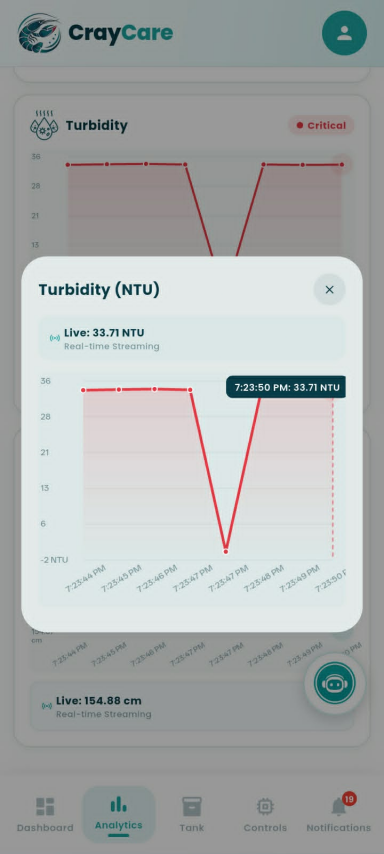 CrayCare
Turbidity
Critical
36
28
21
13
Turbidity (NTU)
×
Live: 33.71 NTU
Real-time Streaming
7:23:50 PM: 33.71 NTU
36
28
21
13
6
-2 NTU
7:23:44 PM
7:23:45 PM
7:23:46 PM
7:23:47 PM
7:23:47 PM
7:23:48 PM
7:23:49 PM
7:23:50 P
cm
7:23:44 PM
7:23:45 PM
7:23:46 PM
7:23:47 PM
7:23:47 PM
7:23:48 PM
7:23:49 PM
Live: 154.88 cm
Real-time Streaming
19
Dashboard
Analytics
Tank
Controls
Notifications